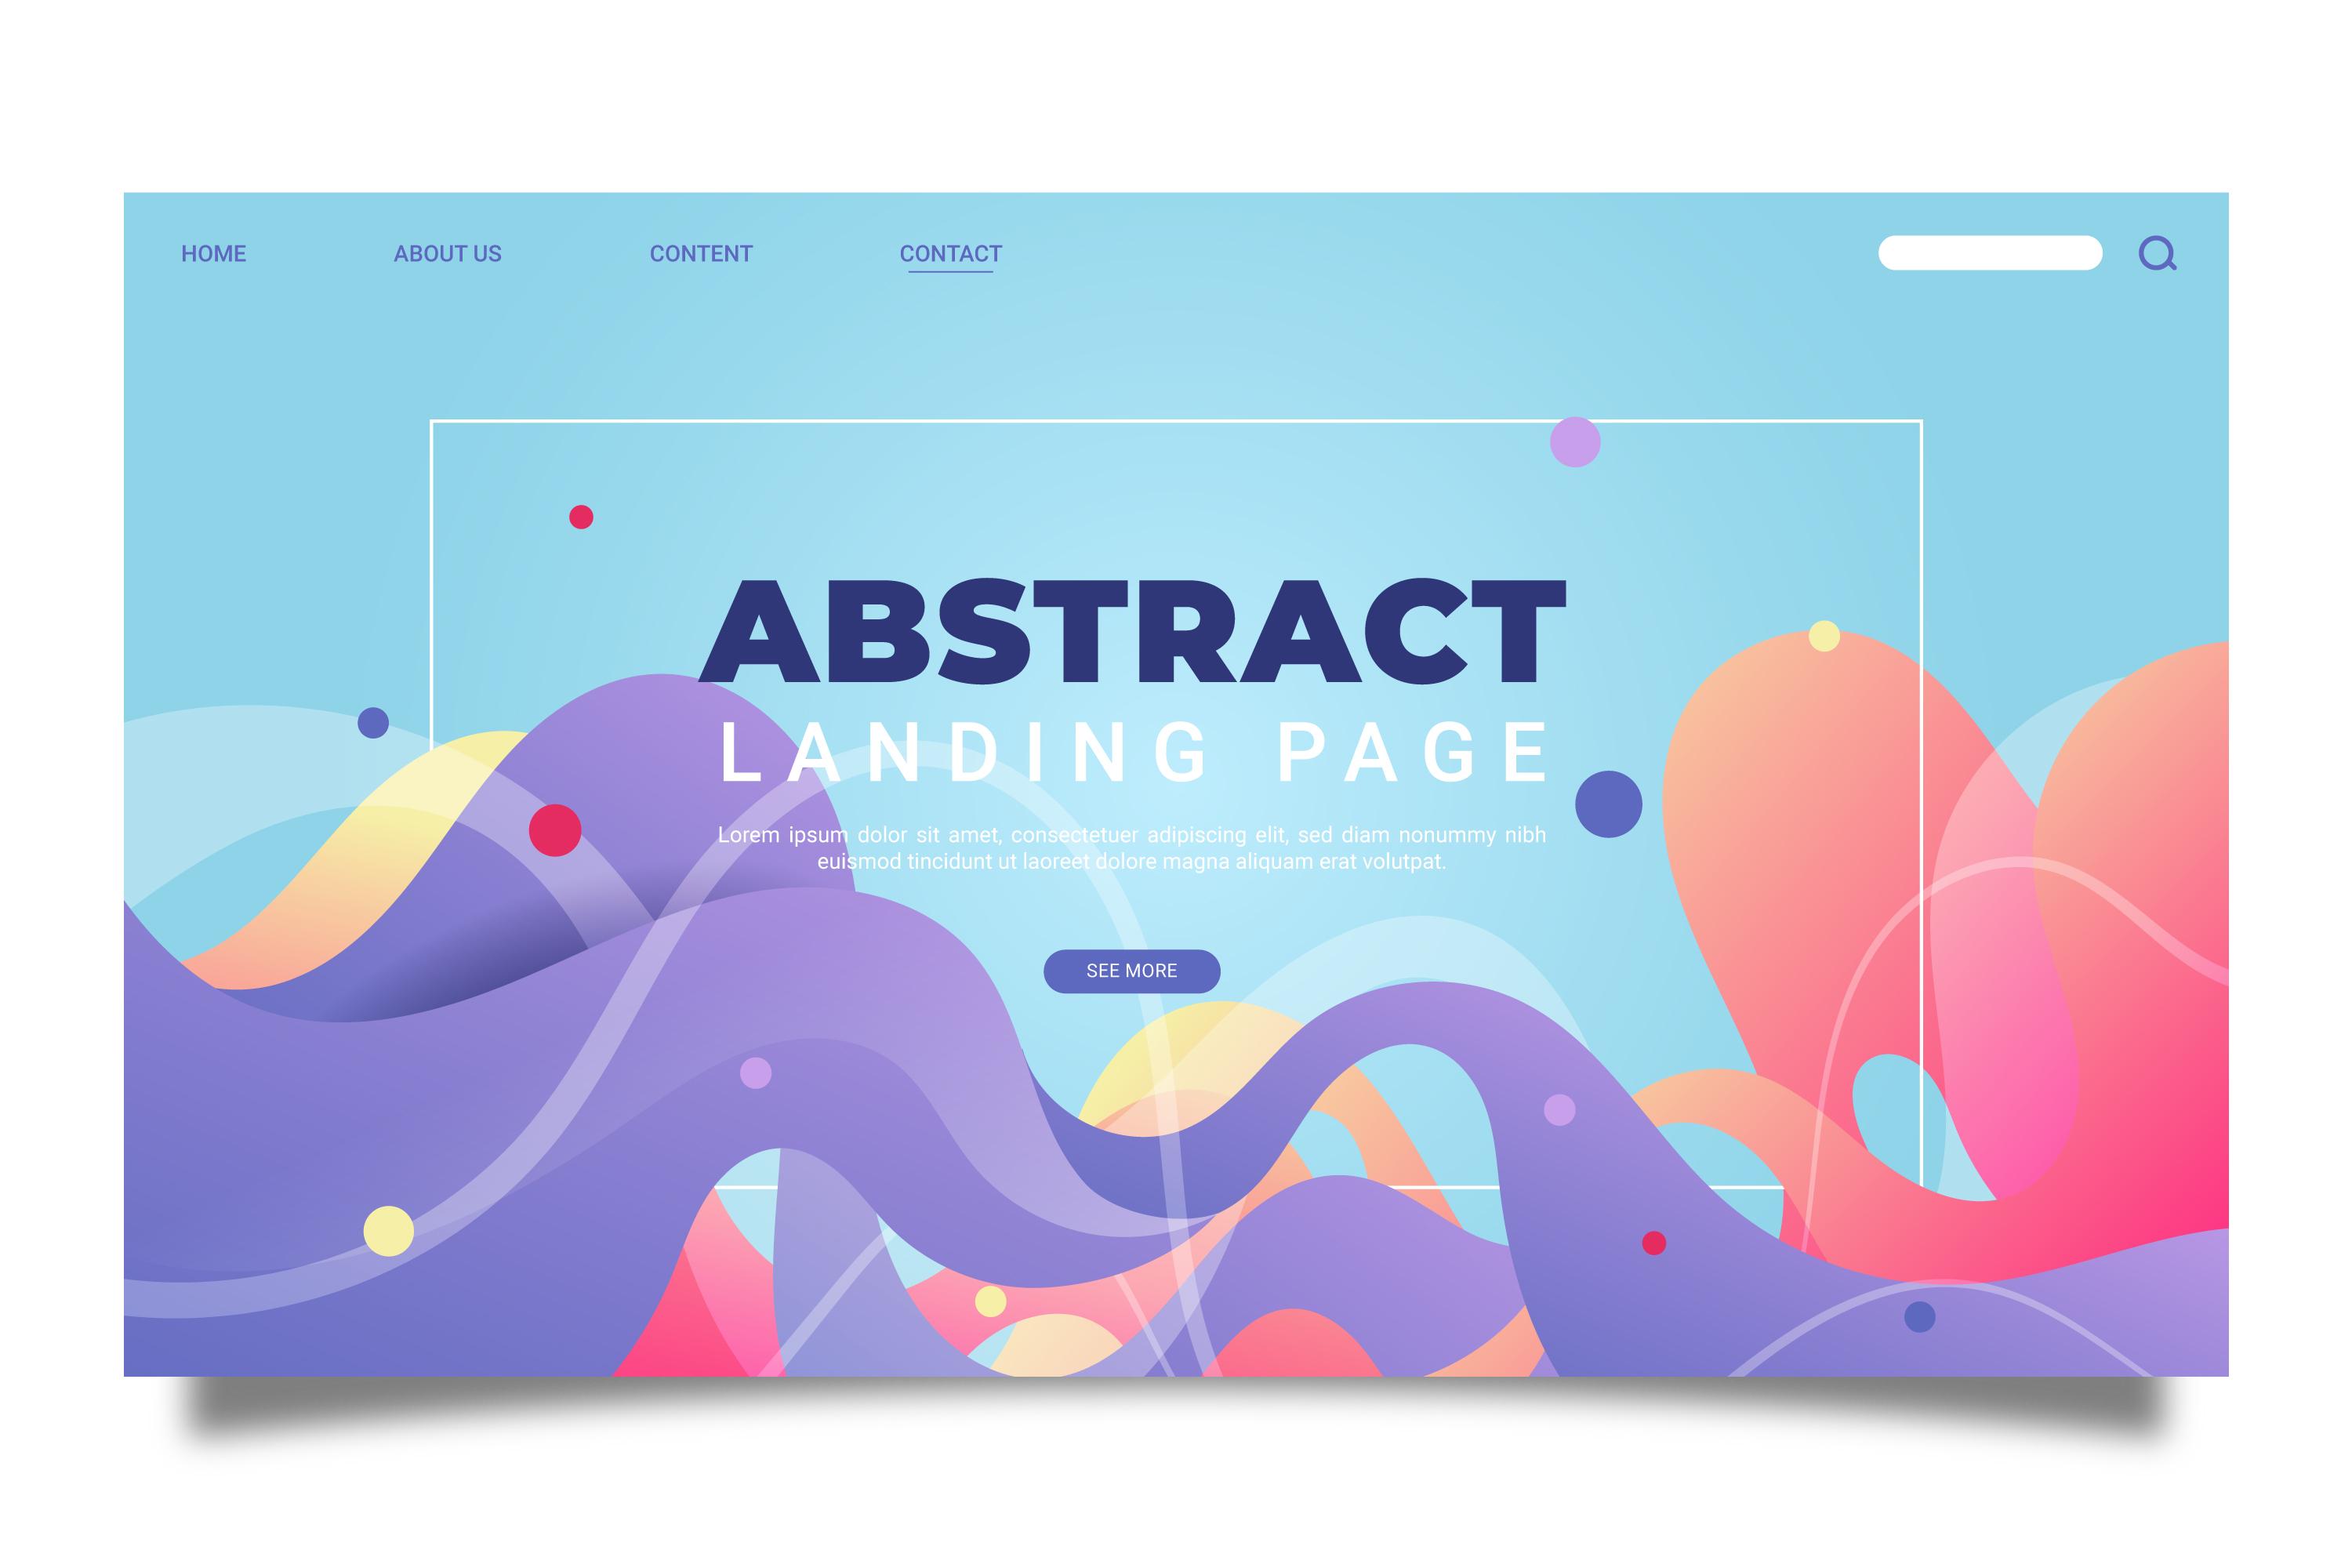 HOME ABOUT US CONTENT CONTACT
ABSTRACT
LANDING PAGE
Lorem ipsum dolor sit amet, consectetuer adipiscing elit, sed diam nonummy nibh
euismod tincidunt ut laoreet dolore magna aliquam erat volutpat.
SEE MORE